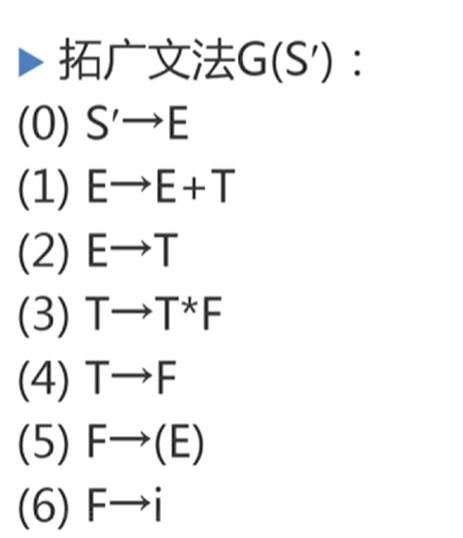 ▶ 拓广文法G(S′)：
(0) S′→E
(1) E→E+T
(2) E→T
(3) T→T*F
(4) T→F
(5) F→(E)
(6) F→i